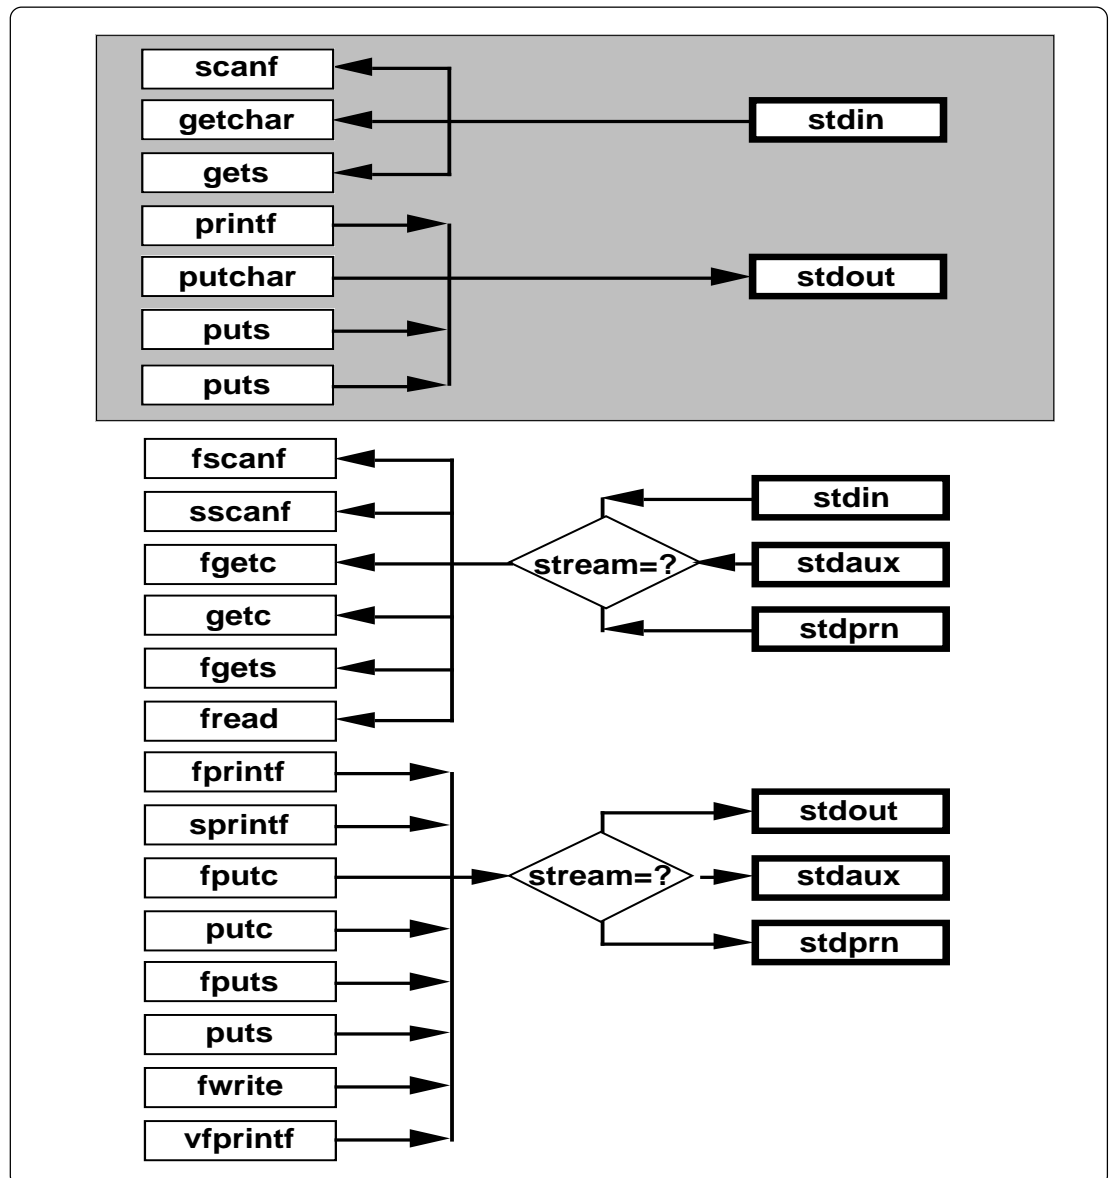 scanf
getchar
stdin
gets
printf
putchar
stdout
puts
puts
fscanf
sscanf
stdin
fgetc
stream=?
stdaux
getc
stdprn
fgets
fread
fprintf
sprintf
stdout
fputc
stream=?
stdaux
putc
stdprn
fputs
puts
fwrite
vfprintf